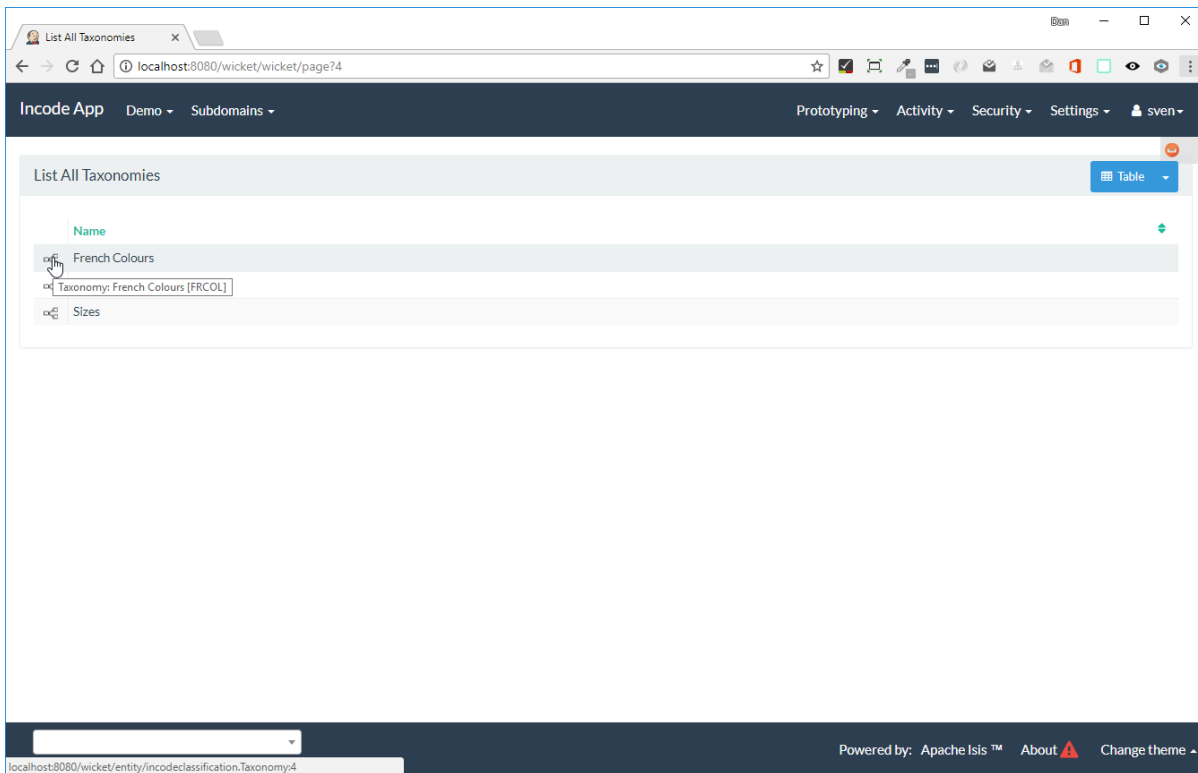 Dan
List All Taxonomies
localhost:8080/wicket/wicket/page?4
Incode App Demo Subdomains Prototyping Activity Security Settings sven
List All Taxonomies Table
Name
French Colours
Taxonomy: French Colours [FRCOL]
Sizes
Powered by: Apache Isis ™ About Change theme
localhost:8080/wicket/entity/incodeclassification.Taxonomy:4